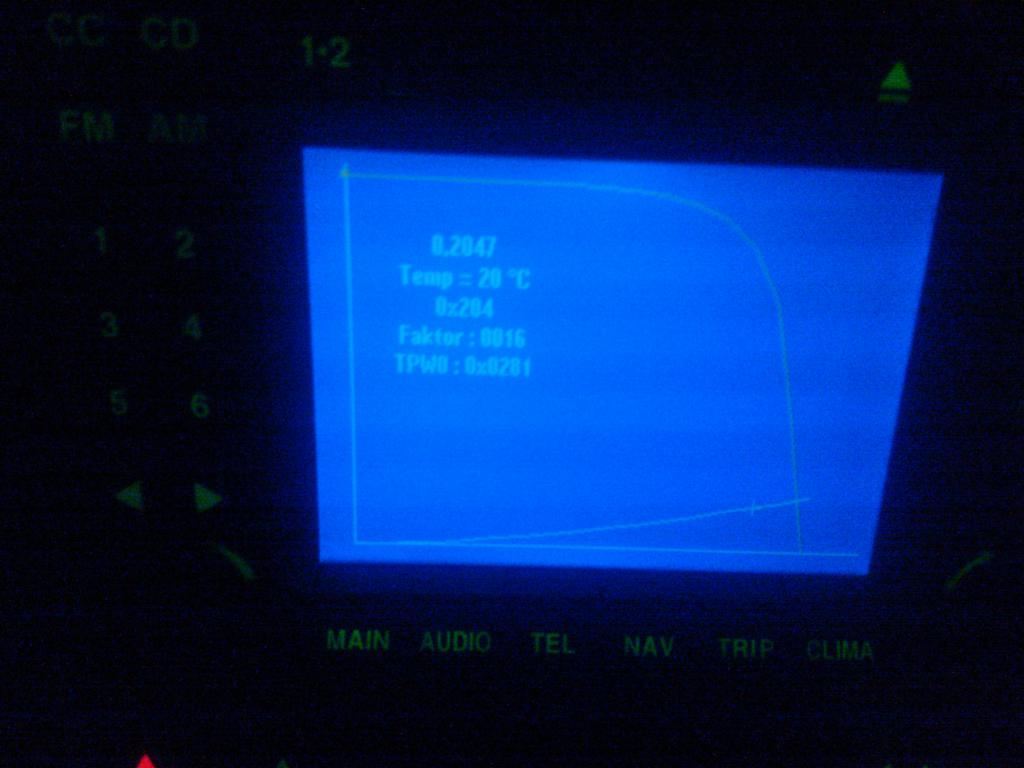 CC CD
1•2
FM AM
1 2
3 4
5 6
0.2047
Temp = 20 °C
0x204
Faktor : 0016
TPW0 : 0x0281
MAIN AUDIO TEL NAV TRIP CLIMA